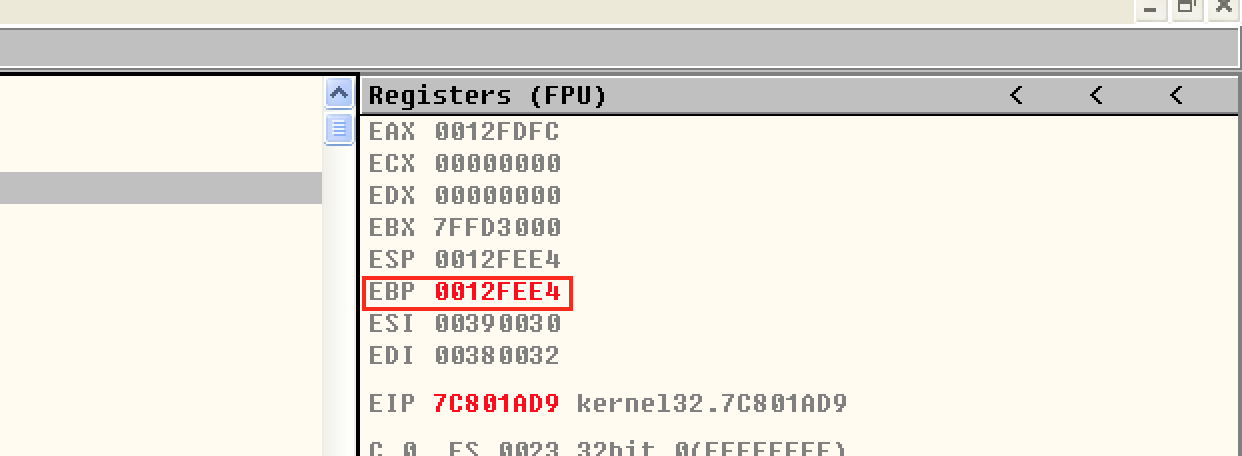 Registers (FPU) < < <
EAX 0012FDFC
ECX 00000000
EDX 00000000
EBX 7FFD3000
ESP 0012FEE4
EBP 0012FEE4
ESI 00390030
EDI 00380032
EIP 7C801AD9 kernel32.7C801AD9
C 0 ES 0023 32bit 0(FFFFFFFF)